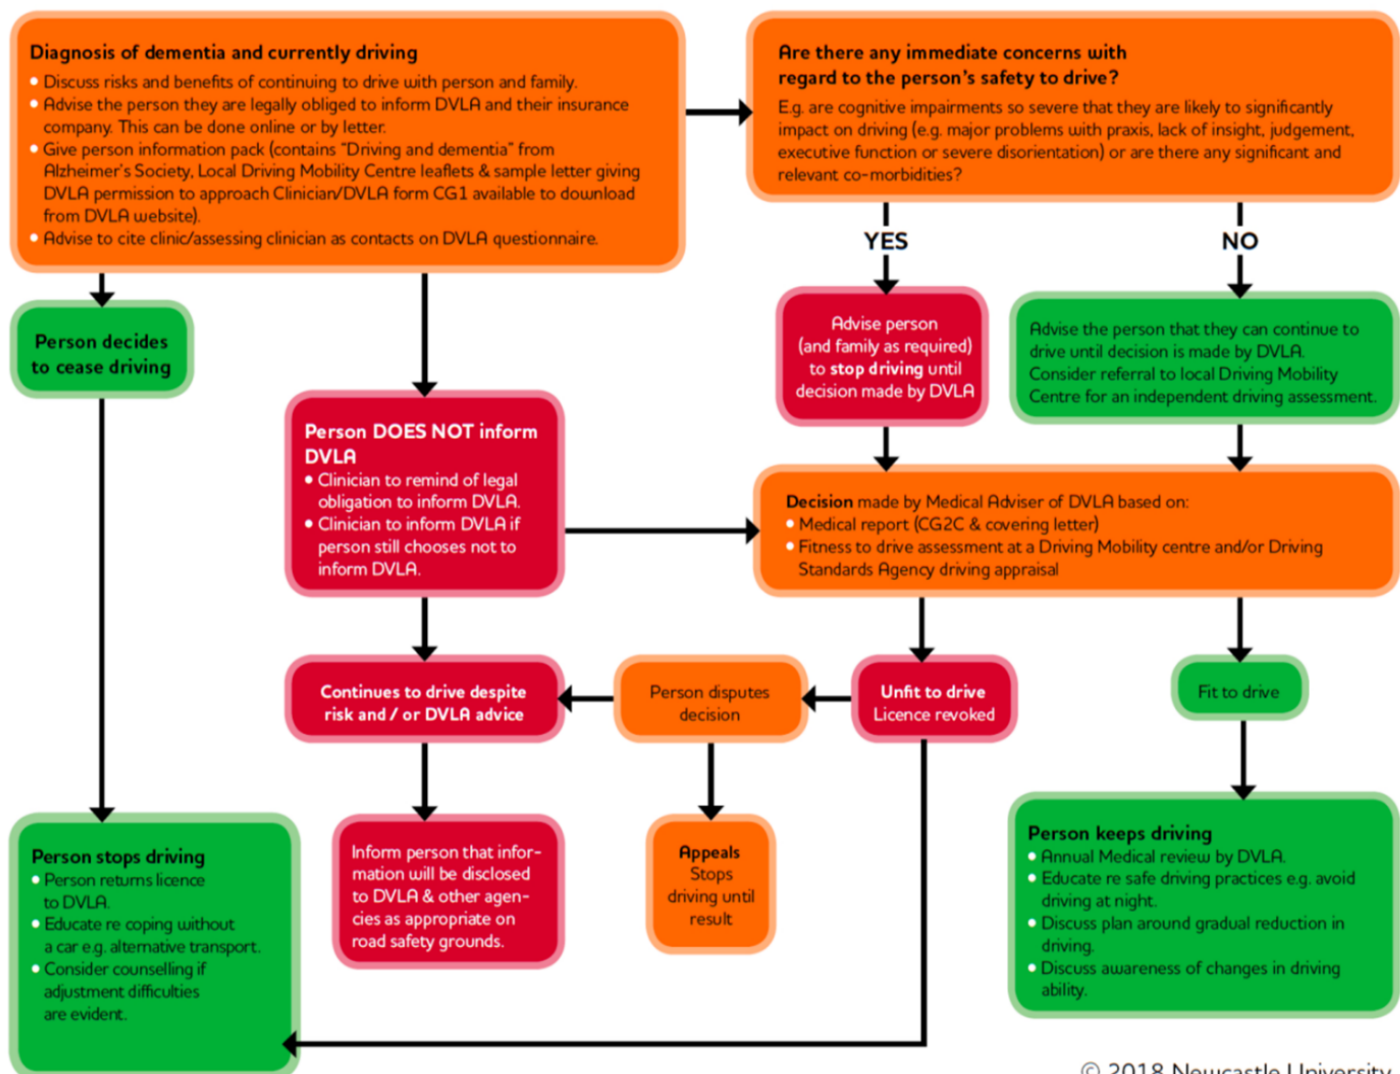 Diagnosis of dementia and currently driving
• Discuss risks and benefits of continuing to drive with person and family.
• Advise the person they are legally obliged to inform DVLA and their insurance
company. This can be done online or by letter.
• Give person information pack (contains "Driving and dementia" from
Alzheimer's Society, Local Driving Mobility Centre leaflets & sample letter giving
DVLA permission to approach Clinician/DVLA form CG1 available to download
from DVLA website).
• Advise to cite clinic/assessing clinician as contacts on DVLA questionnaire.
Are there any immediate concerns with
regard to the person's safety to drive?
E.g. are cognitive impairments so severe that they are likely to significantly
impact on driving (e.g. major problems with praxis, lack of insight, judgement,
executive function or severe disorientation) or are there any significant and
relevant co-morbidities?
YES
NO
Person decides
to cease driving
Advise person
(and family as required)
to stop driving until
decision made by DVLA
Advise the person that they can continue to
drive until decision is made by DVLA.
Consider referral to local Driving Mobility
Centre for an independent driving assessment.
Person DOES NOT inform
DVLA
• Clinician to remind of legal
obligation to inform DVLA.
• Clinician to inform DVLA if
person still chooses not to
inform DVLA.
Decision made by Medical Adviser of DVLA based on:
• Medical report (CG2C & covering letter)
• Fitness to drive assessment at a Driving Mobility centre and/or Driving
Standards Agency driving appraisal
Continues to drive despite
risk and / or DVLA advice
Person disputes
decision
Unfit to drive
Licence revoked
Fit to drive
Person stops driving
• Person returns licence
to DVLA.
• Educate re coping without
a car e.g. alternative transport.
• Consider counselling if
adjustment difficulties
are evident.
Inform person that infor-
mation will be disclosed
to DVLA & other agen-
cies as appropriate on
road safety grounds.
Appeals
Stops
driving until
result
Person keeps driving
• Annual Medical review by DVLA.
• Educate re safe driving practices e.g. avoid
driving at night.
• Discuss plan around gradual reduction in
driving.
• Discuss awareness of changes in driving
ability.
© 2018 Newcastle University